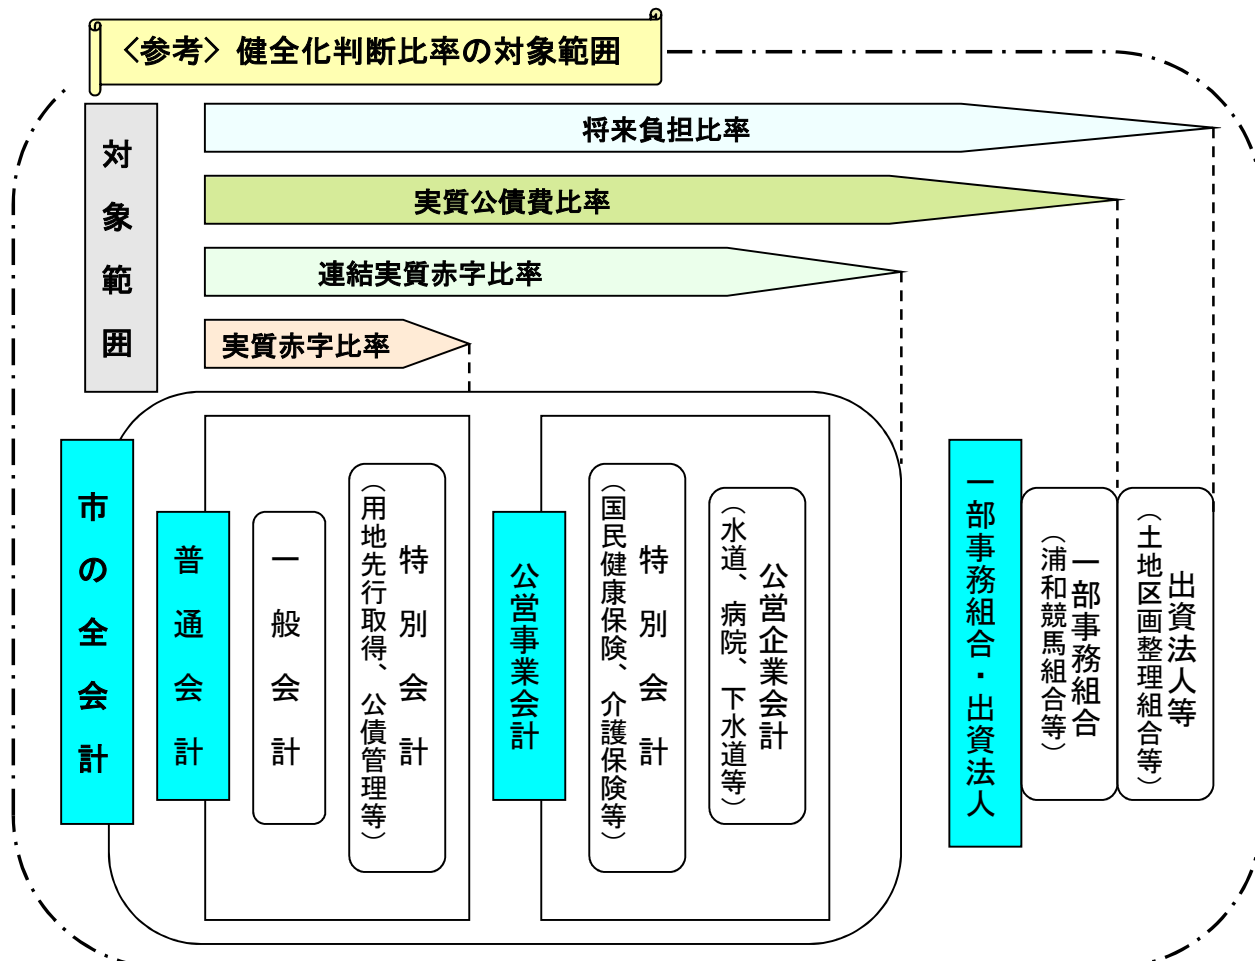 〈参考〉健全化判断比率の対象範囲
対象範囲
将来負担比率
実質公債費比率
連結実質赤字比率
実質赤字比率
市の全会計
普通会計
一般会計
特別会計
（用地先行取得、公債管理等）
公営事業会計
特別会計
（国民健康保険、介護保険等）
公営企業会計
（水道、病院、下水道等）
一部事務組合・出資法人
一部事務組合
（浦和競馬組合等）
出資法人等
（土地区画整理組合等）